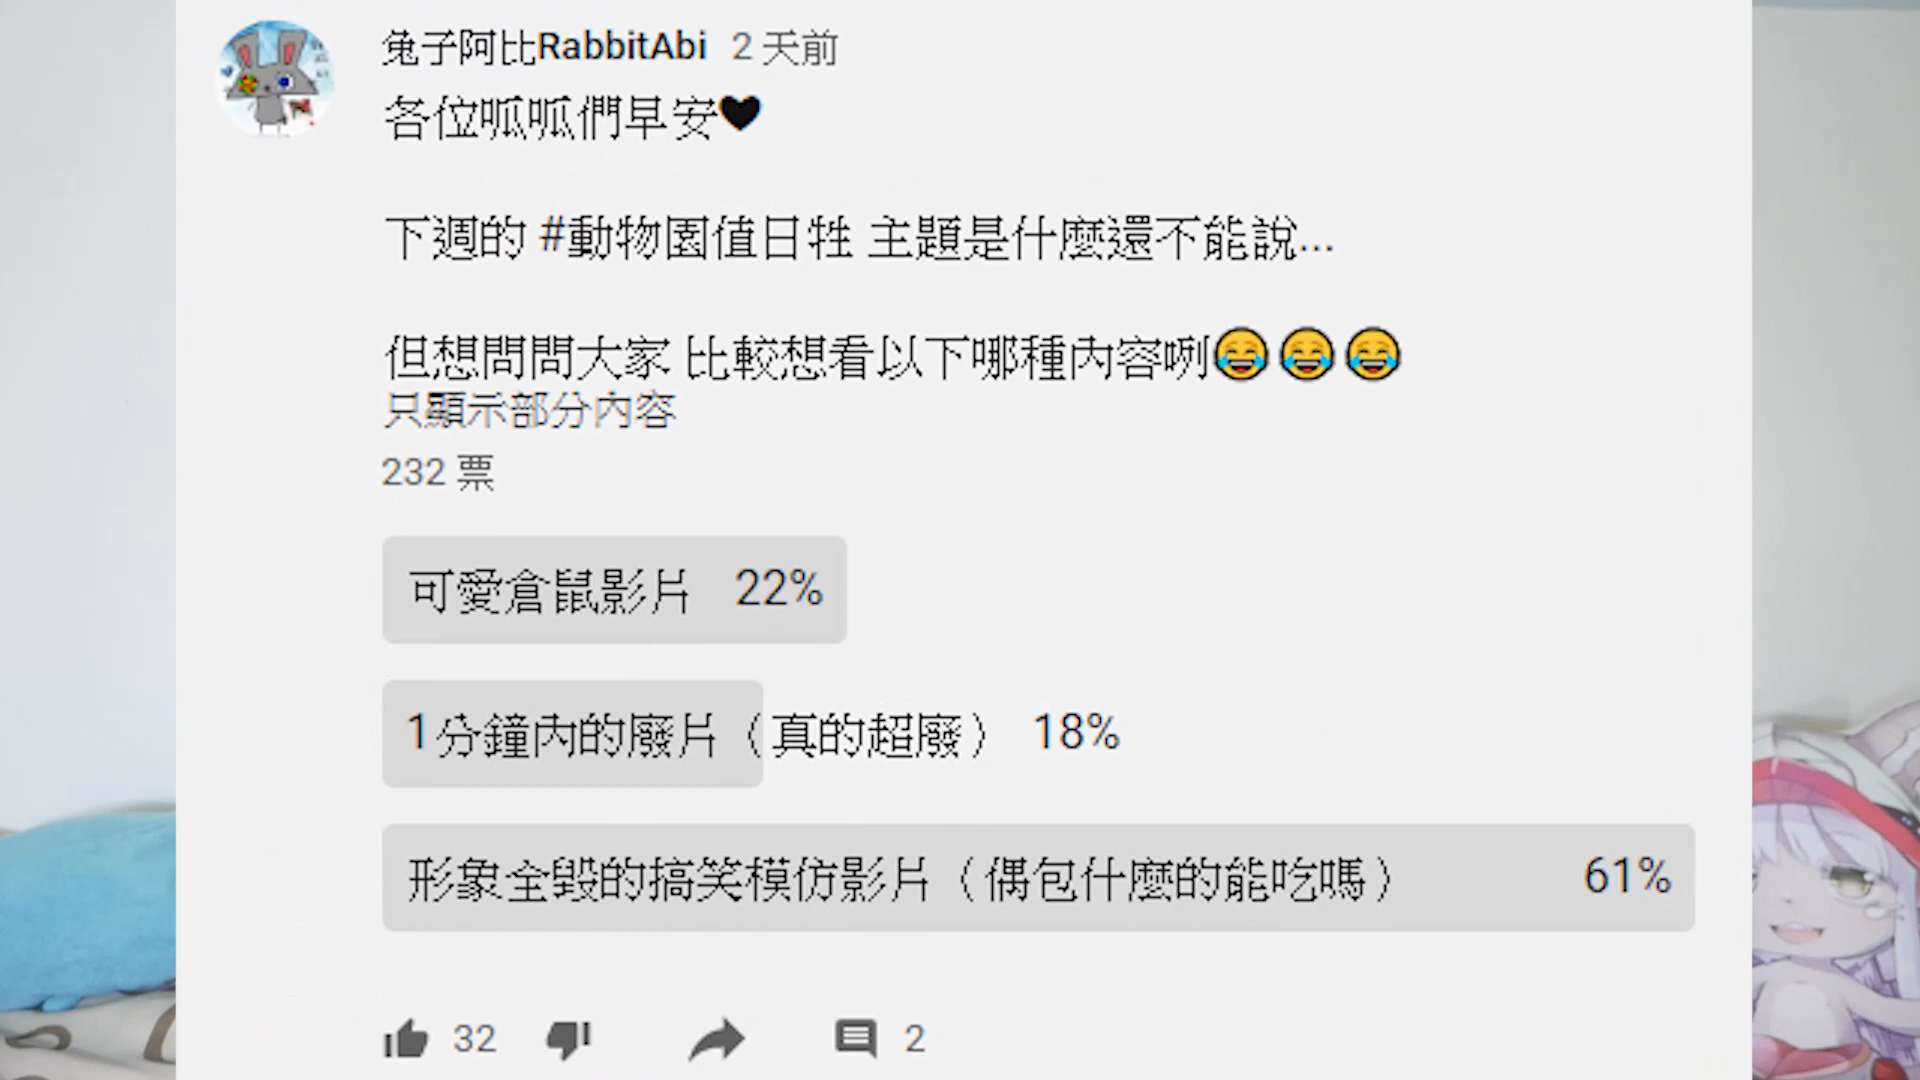 兔子阿比RabbitAbi 2 天前
各位呱呱們早安🖤
下週的 #動物園值日牲 主題是什麼還不能說...
但想問問大家 比較想看以下哪種內容咧😂😂😂
只顯示部分內容
232 票
可愛倉鼠影片 22%
1分鐘內的廢片（真的超廢） 18%
形象全毀的搞笑模仿影片（偶包什麼的能吃嗎） 61%
32 2